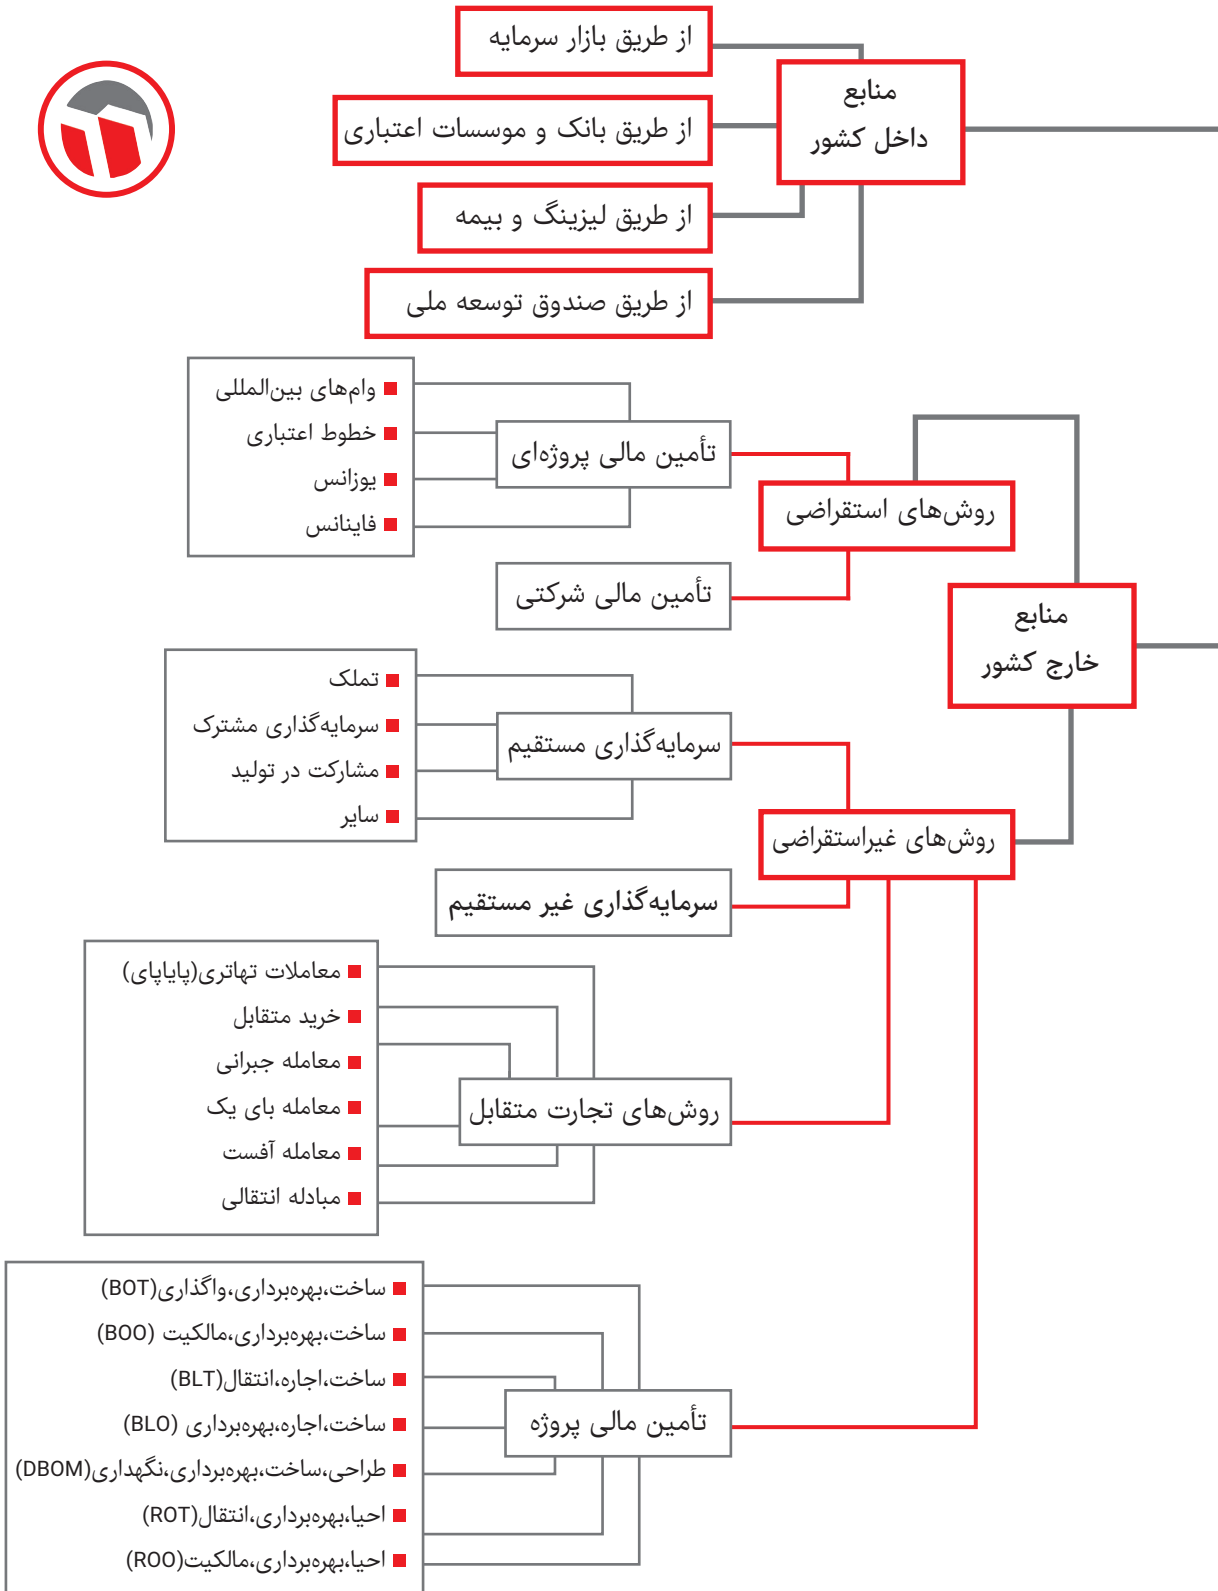 از طریق بازار سرمایه
منابع
داخل کشور
از طریق بانک و موسسات اعتباری
از طریق لیزینگ و بیمه
از طریق صندوق توسعه ملی
منابع
خارج کشور
روش‌های استقراضی
تأمین مالی پروژه‌ای
وام‌های بین‌المللی
خطوط اعتباری
یوزانس
فاینانس
تأمین مالی شرکتی
روش‌های غیراستقراضی
سرمایه‌گذاری مستقیم
تملک
سرمایه‌گذاری مشترک
مشارکت در تولید
سایر
سرمایه‌گذاری غیر مستقیم
روش‌های تجارت متقابل
معاملات تهاتری(پایاپای)
خرید متقابل
معامله جبرانی
معامله بای یک
معامله آفست
مبادله انتقالی
تأمین مالی پروژه
ساخت،بهره‌برداری،واگذاری(BOT)
ساخت،بهره‌برداری،مالکیت (BOO)
ساخت،اجاره،انتقال(BLT)
ساخت،اجاره،بهره‌برداری (BLO)
طراحی،ساخت،بهره‌برداری،نگهداری(DBOM)
احیا،بهره‌برداری،انتقال(ROT)
احیا،بهره‌برداری،مالکیت(ROO)